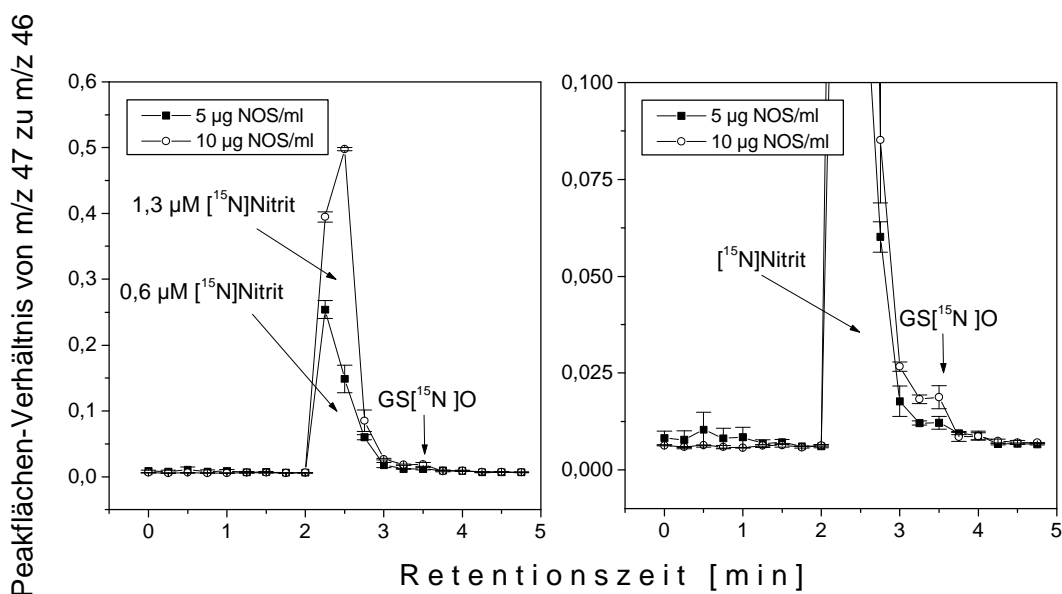 Peakflächen-Verhältnis von m/z 47 zu m/z 46
0,6
0,5
0,4
0,3
0,2
0,1
0,0
5 µg NOS/ml
10 µg NOS/ml
1,3 µM [¹⁵N]Nitrit
0,6 µM [¹⁵N]Nitrit
GS[¹⁵N ]O
0 1 2 3 4 5
0,100
0,075
0,050
0,025
0,000
5 µg NOS/ml
10 µg NOS/ml
[¹⁵N]Nitrit
GS[¹⁵N ]O
0 1 2 3 4 5
Retentionszeit [min]